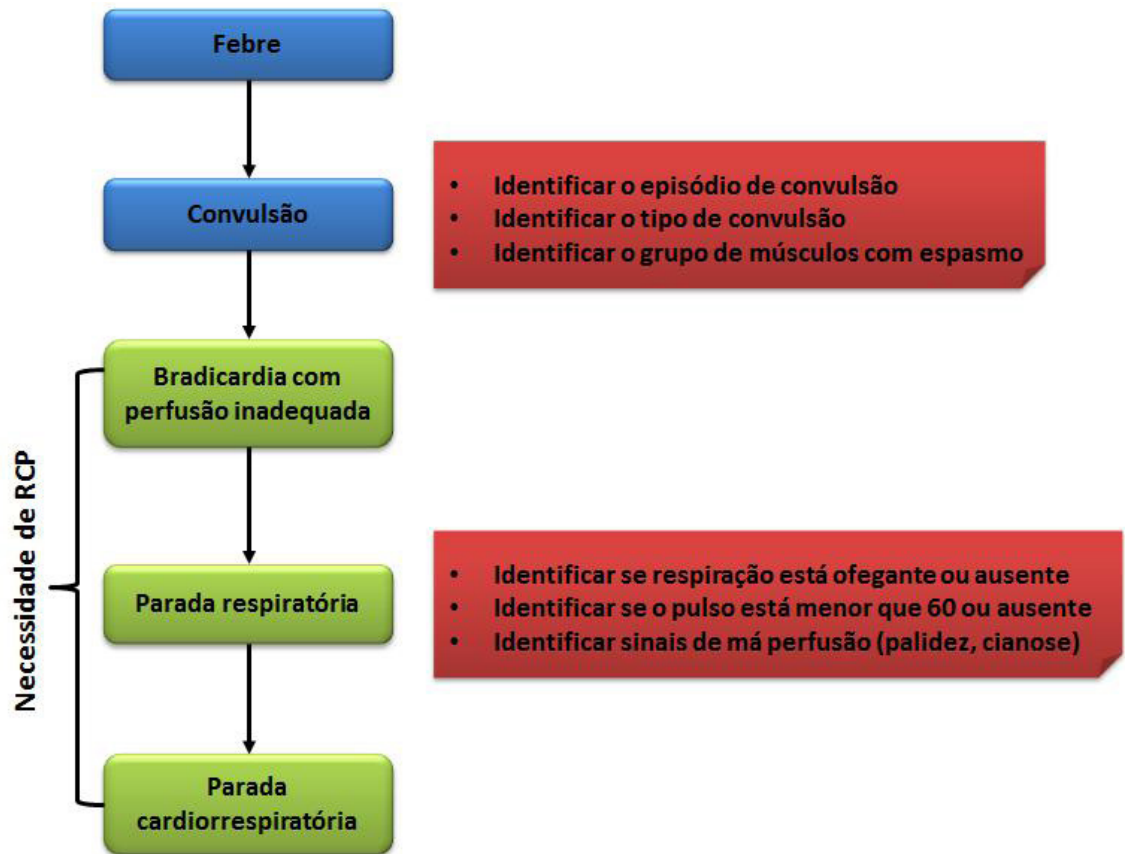 Febre
Convulsão
• Identificar o episódio de convulsão
• Identificar o tipo de convulsão
• Identificar o grupo de músculos com espasmo
Necessidade de RCP
Bradicardia com
perfusão inadequada
Parada respiratória
• Identificar se respiração está ofegante ou ausente
• Identificar se o pulso está menor que 60 ou ausente
• Identificar sinais de má perfusão (palidez, cianose)
Parada
cardiorrespiratória